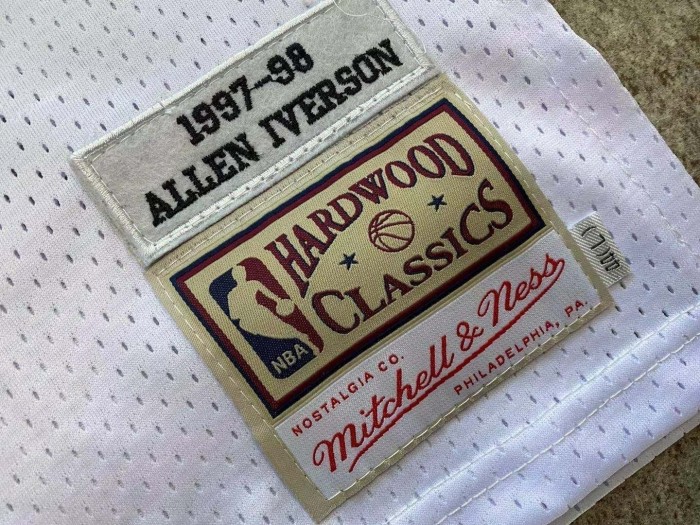 1997-98
ALLEN IVERSON
HARDWOOD
CLASSICS
NBA
NOSTALGIA CO.
Mitchell & Ness
PHILADELPHIA, PA.